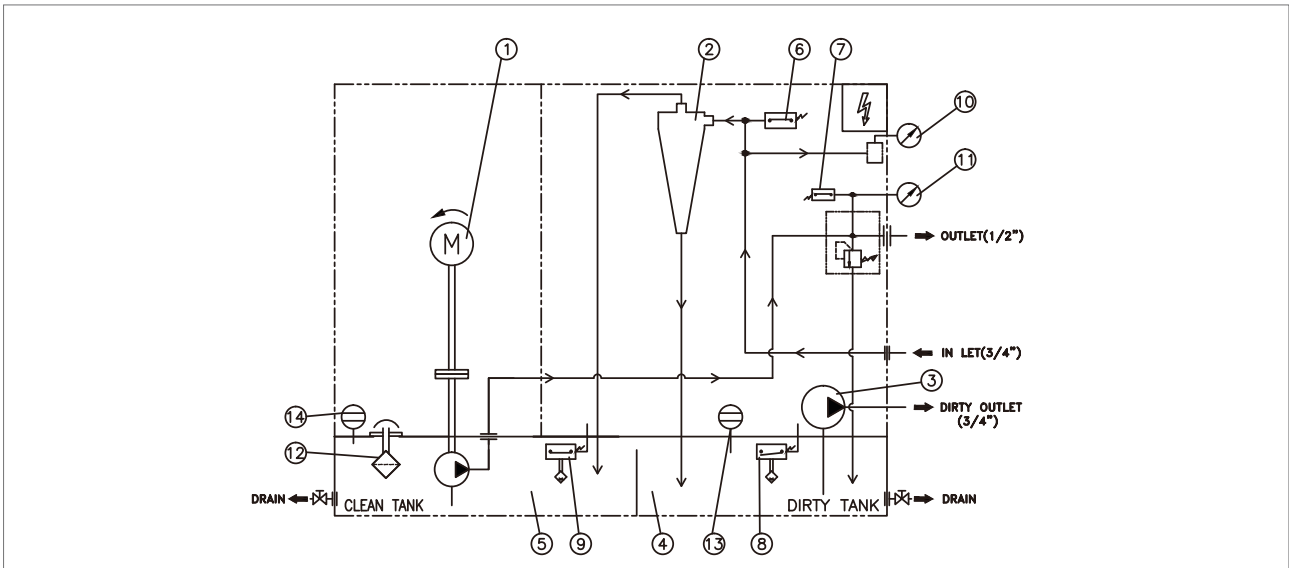 1
2
6
7
10
11
M
OUTLET(1/2")
IN LET(3/4")
3
DIRTY OUTLET
(3/4")
14
12
DRAIN
CLEAN TANK
DIRTY TANK
DRAIN
5
9
4
13
8